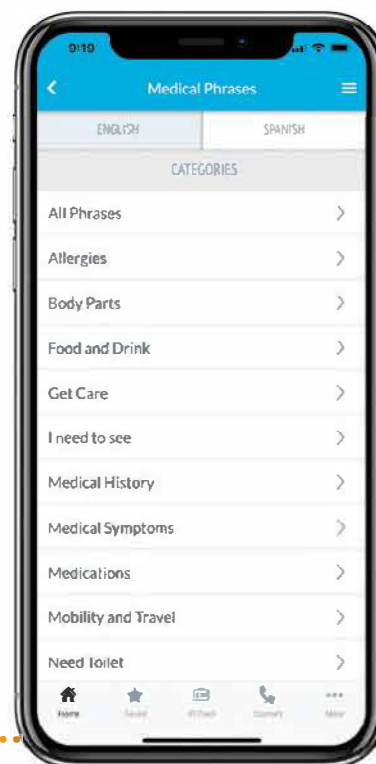 9:19
Medical Phrases
ENGLISH SPANISH
CATEGORIES
All Phrases
Allergies
Body Parts
Food and Drink
Get Care
I need to see
Medical History
Medical Symptoms
Medications
Mobility and Travel
Need Toilet
Home